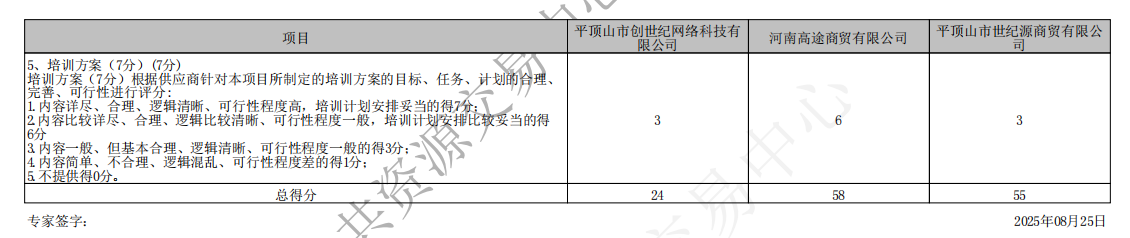 项目
平顶山市创世纪网络科技有
限公司
河南高途商贸有限公司
平顶山市世纪源商贸有限公
司
5、培训方案（7分）(7分)
培训方案（7分）根据供应商针对本项目所制定的培训方案的目标、任务、计划的合理、
完善、可行性进行评分:
1.内容详尽、合理、逻辑清晰、可行性程度高，培训计划安排妥当的得7分；
2.内容比较详尽、合理、逻辑比较清晰、可行性程度一般，培训计划安排比较妥当的得
6分
3.内容一般、但基本合理、逻辑清晰、可行性程度一般的得3分；
4.内容简单、不合理、逻辑混乱、可行性程度差的得1分；
5.不提供得0分。
3
6
3
总得分
24
58
55
专家签字:
2025年08月25日
共资源交易中心
易中心